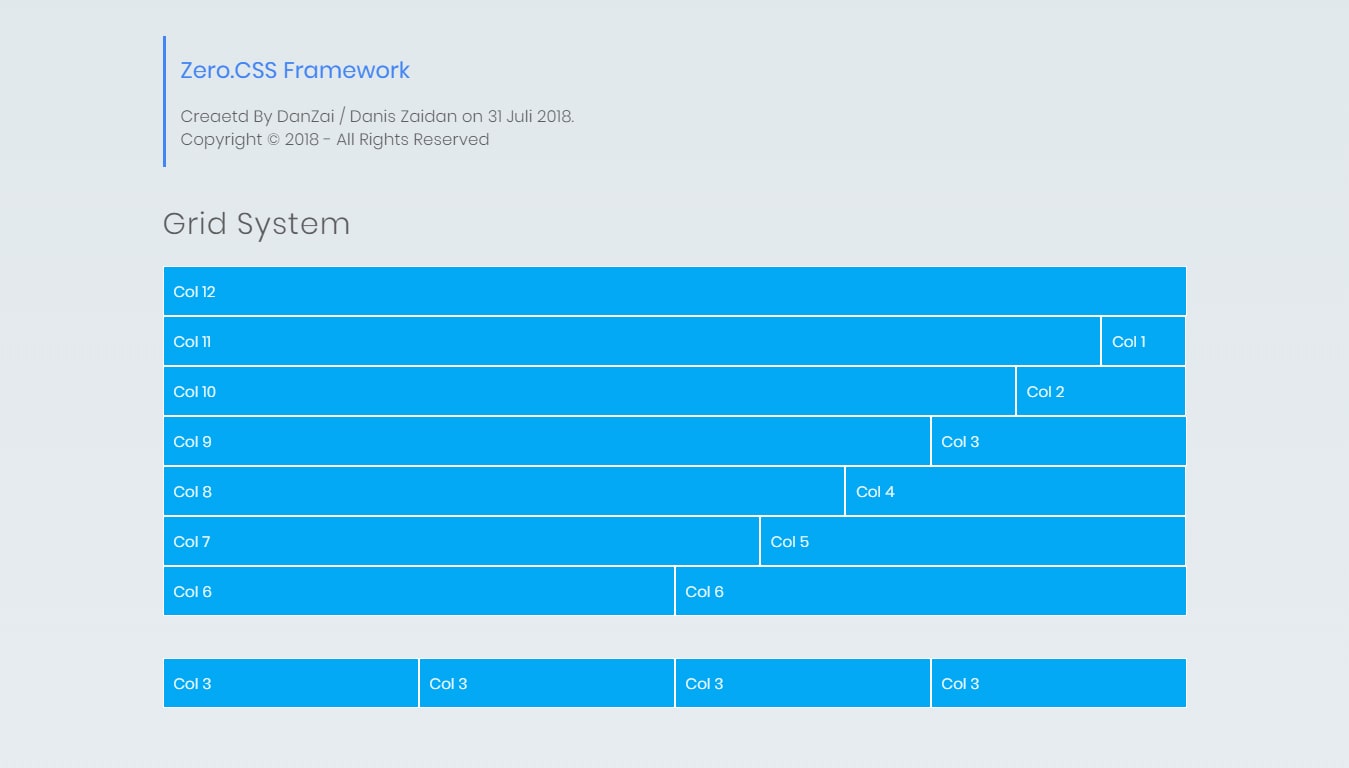 Zero.CSS Framework
Creaetd By DanZai / Danis Zaidan on 31 Juli 2018.
Copyright © 2018 - All Rights Reserved
Grid System
Col 12
Col 11 Col 1
Col 10 Col 2
Col 9 Col 3
Col 8 Col 4
Col 7 Col 5
Col 6 Col 6
Col 3 Col 3 Col 3 Col 3